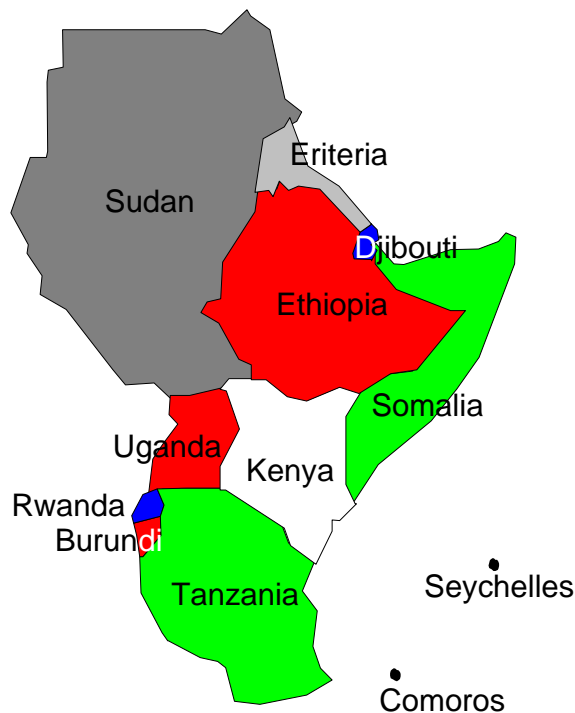 Eriteria
Sudan
Djibouti
Ethiopia
Somalia
Uganda
Kenya
Rwanda
Burundi
Seychelles
Tanzania
Comoros